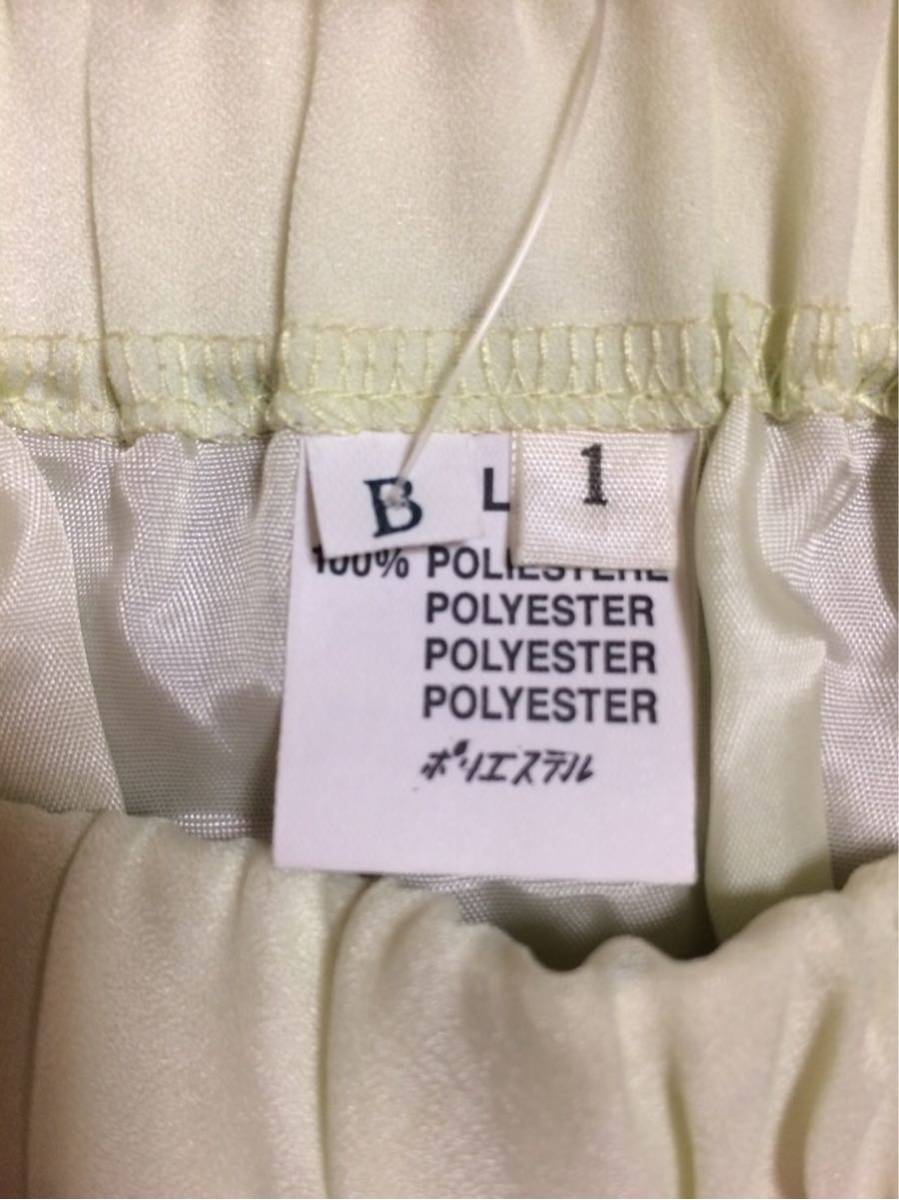 B
1
100% POLIESTERE
POLYESTER
POLYESTER
POLYESTER
ポリエステル